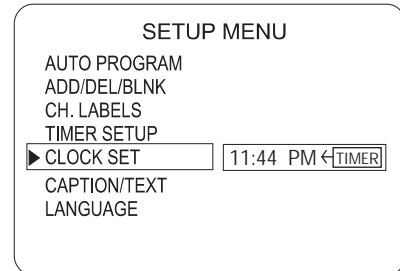 SETUP MENU
AUTO PROGRAM
ADD/DEL/BLNK
CH. LABELS
TIMER SETUP
▶ CLOCK SET 11:44 PM ← TIMER
CAPTION/TEXT
LANGUAGE